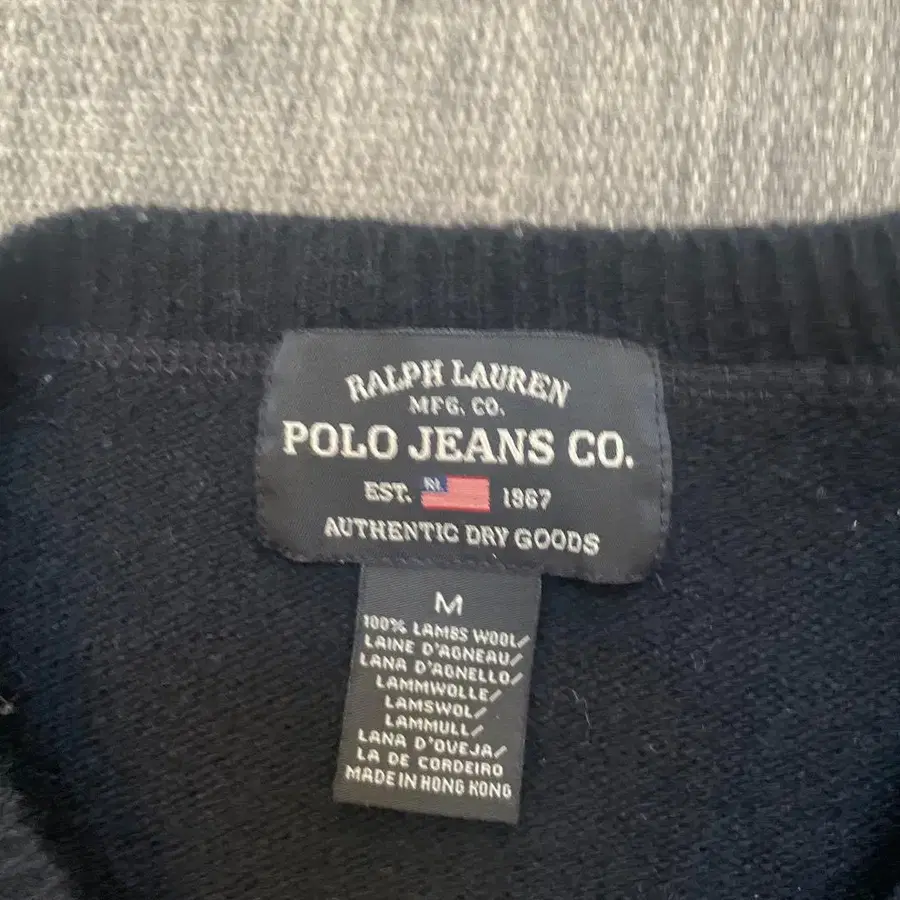 RALPH LAUREN
MFG. CO.
POLO JEANS CO.
EST. RL 1967
AUTHENTIC DRY GOODS
M
100% LAMBS WOOL/
LAINE D'AGNEAU/
LANA D'AGNELLO/
LAMMWOLLE/
LAMSWOL/
LAMMULL/
LANA D'OVEJA/
LA DE CORDEIRO
MADE IN HONG KONG